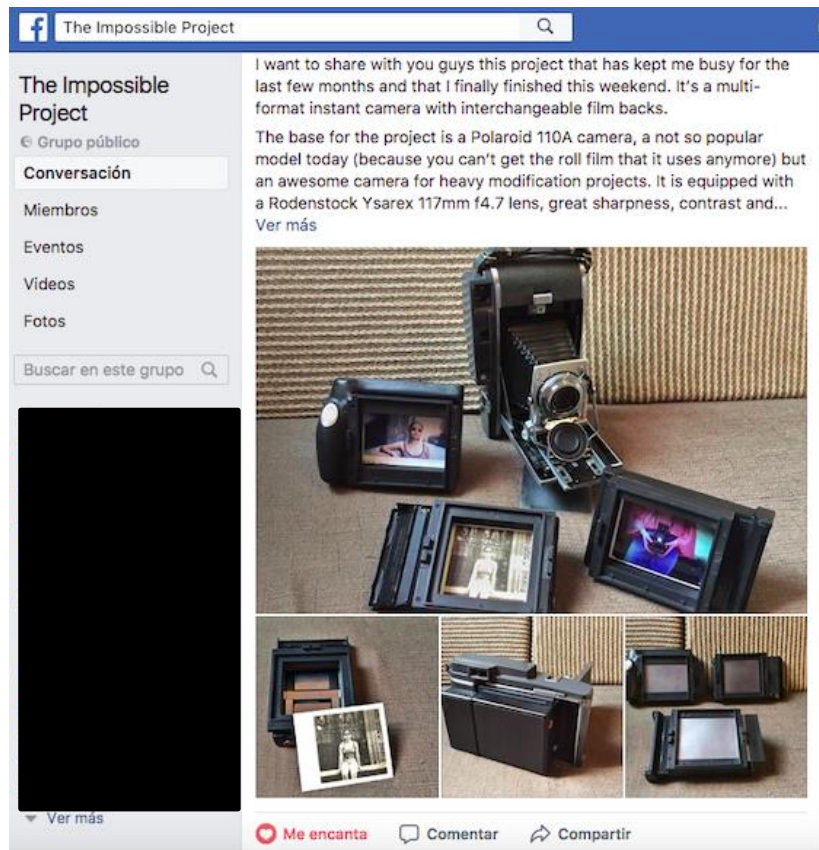 The Impossible Project
The Impossible
Project
Grupo público
Conversación
Miembros
Eventos
Videos
Fotos
Buscar en este grupo
Ver más
I want to share with you guys this project that has kept me busy for the
last few months and that I finally finished this weekend. It's a multi-
format instant camera with interchangeable film backs.
The base for the project is a Polaroid 110A camera, a not so popular
model today (because you can't get the roll film that it uses anymore) but
an awesome camera for heavy modification projects. It is equipped with
a Rodenstock Ysarex 117mm f4.7 lens, great sharpness, contrast and...
Ver más
Me encanta
Comentar
Compartir